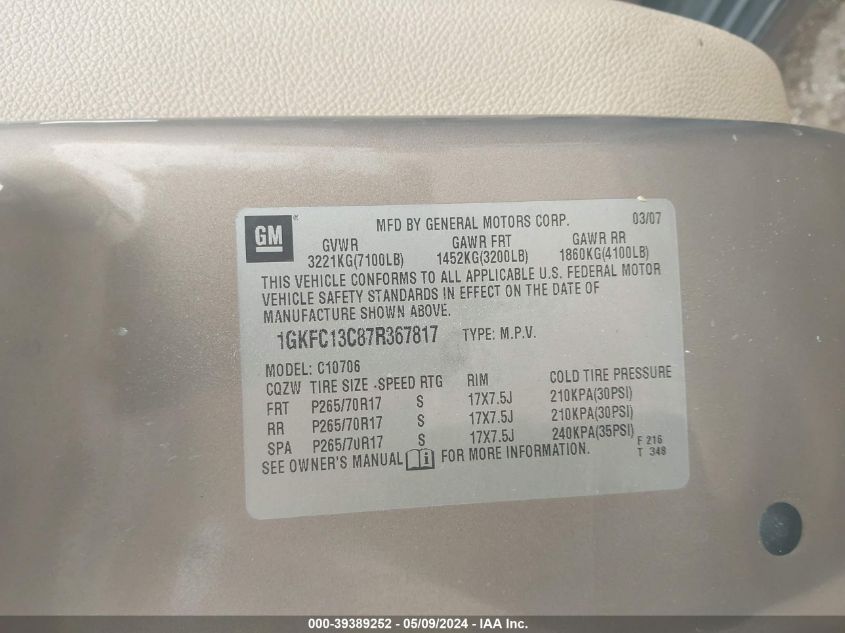 GM ® MFD BY GENERAL MOTORS CORP. 03/07
GVWR GAWR FRT GAWR RR
3221KG(7100LB) 1452KG(3200LB) 1860KG(4100LB)
THIS VEHICLE CONFORMS TO ALL APPLICABLE U.S. FEDERAL MOTOR
VEHICLE SAFETY STANDARDS IN EFFECT ON THE DATE OF
MANUFACTURE SHOWN ABOVE.
1GKFC13C87R367817 TYPE: M.P.V.
MODEL: C10706
CQZW TIRE SIZE -SPEED RTG RIM COLD TIRE PRESSURE
FRT P265/70R17 S 17X7.5J 210KPA(30PSI)
RR P265/70R17 S 17X7.5J 210KPA(30PSI)
SPA P265/70R17 S 17X7.5J 240KPA(35PSI)
F 216
SEE OWNER'S MANUAL i FOR MORE INFORMATION. T 348
000-39389252 - 05/09/2024 - IAA Inc.